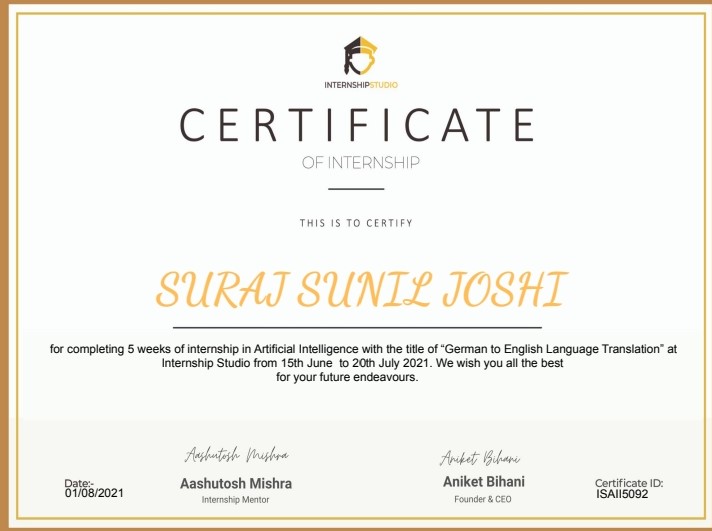 INTERNSHIPSTUDIO
CERTIFICATE
OF INTERNSHIP
THIS IS TO CERTIFY
SURAJ SUNIL JOSHI
for completing 5 weeks of internship in Artificial Intelligence with the title of “German to English Language Translation” at
Internship Studio from 15th June to 20th July 2021. We wish you all the best
for your future endeavours.
Aashutosh Mishra
Aniket Bihani
Date:-
01/08/2021
Aashutosh Mishra
Internship Mentor
Aniket Bihani
Founder & CEO
Certificate ID:
ISAII5092